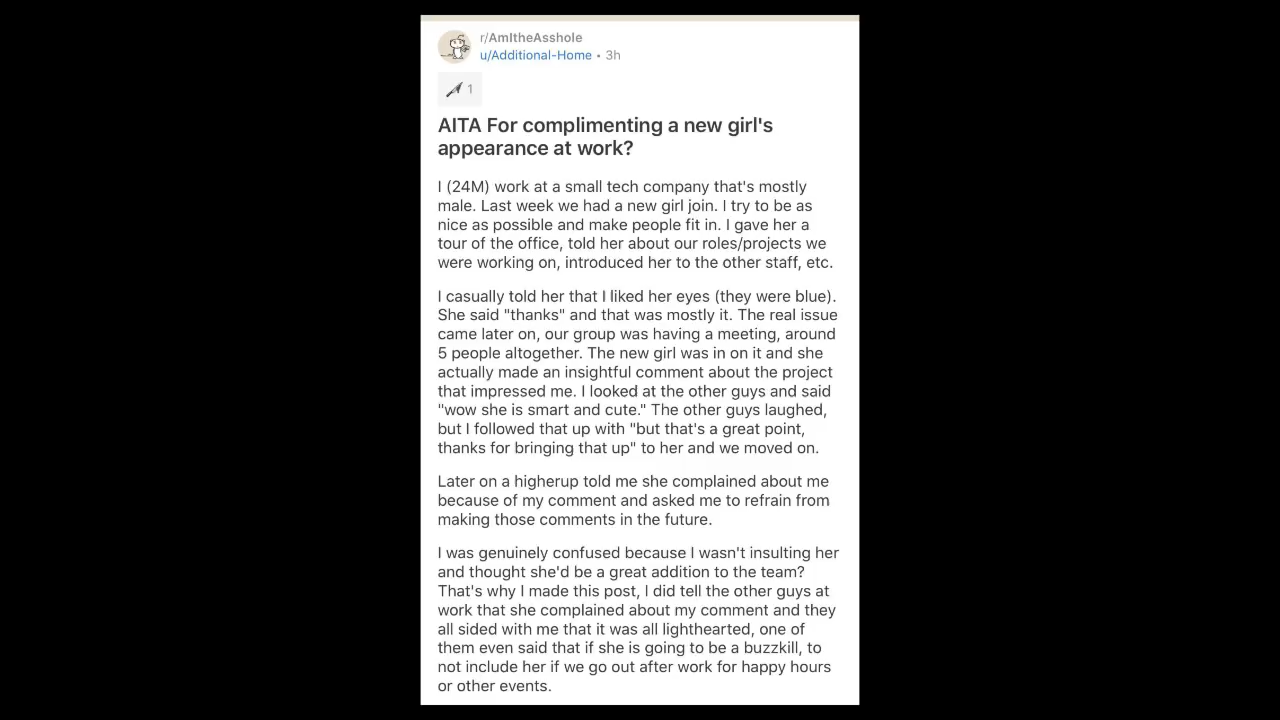 r/AmItheAsshole
u/Additional-Home • 3h
1
AITA For complimenting a new girl's
appearance at work?
I (24M) work at a small tech company that's mostly
male. Last week we had a new girl join. I try to be as
nice as possible and make people fit in. I gave her a
tour of the office, told her about our roles/projects we
were working on, introduced her to the other staff, etc.
I casually told her that I liked her eyes (they were blue).
She said "thanks" and that was mostly it. The real issue
came later on, our group was having a meeting, around
5 people altogether. The new girl was in on it and she
actually made an insightful comment about the project
that impressed me. I looked at the other guys and said
"wow she is smart and cute." The other guys laughed,
but I followed that up with "but that's a great point,
thanks for bringing that up" to her and we moved on.
Later on a higherup told me she complained about me
because of my comment and asked me to refrain from
making those comments in the future.
I was genuinely confused because I wasn't insulting her
and thought she'd be a great addition to the team?
That's why I made this post, I did tell the other guys at
work that she complained about my comment and they
all sided with me that it was all lighthearted, one of
them even said that if she is going to be a buzzkill, to
not include her if we go out after work for happy hours
or other events.